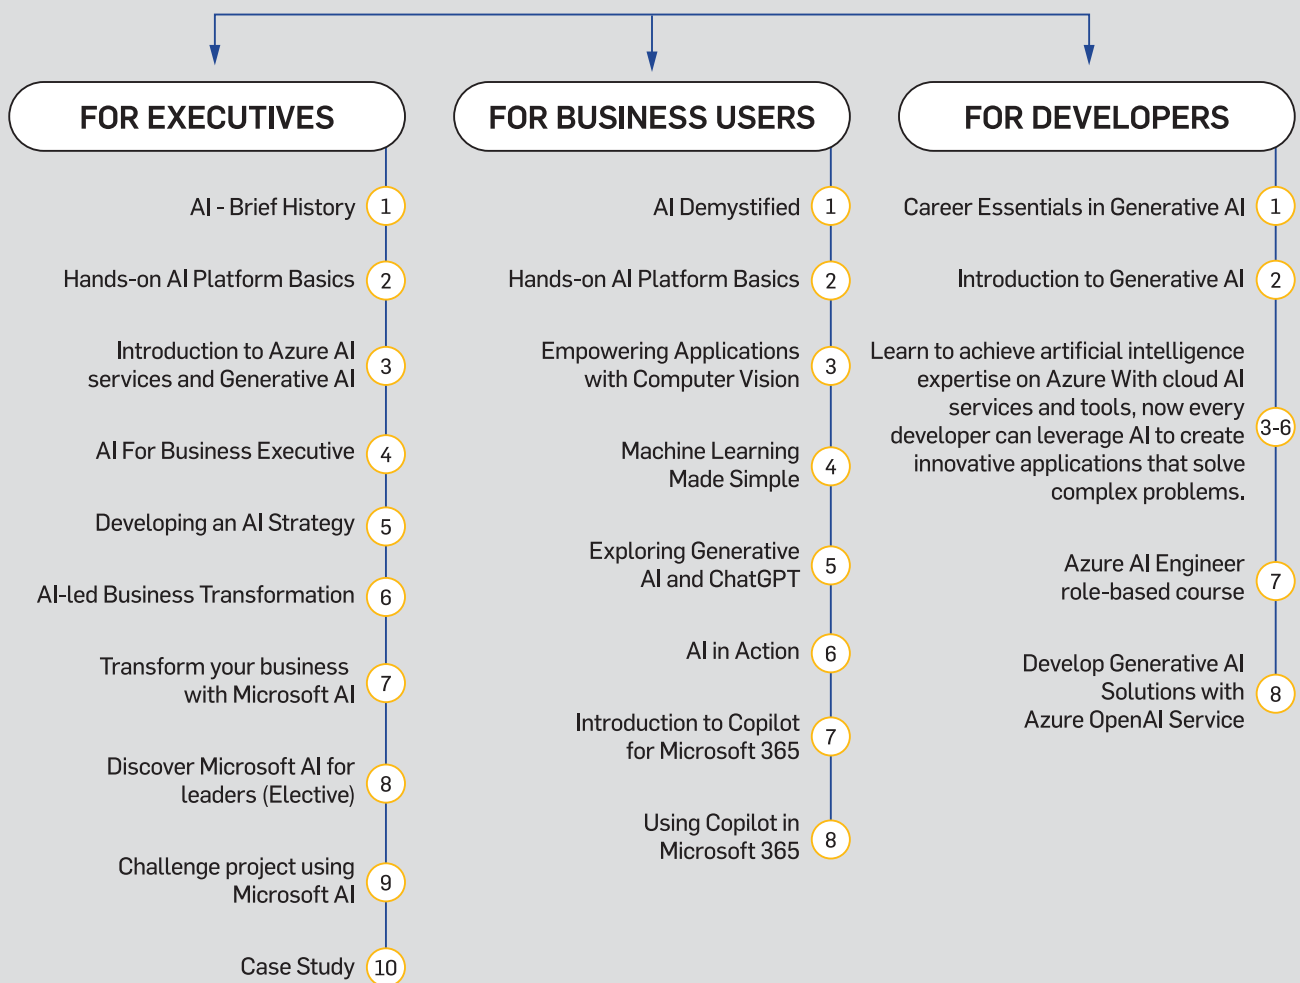 FOR EXECUTIVES
AI - Brief History
1
Hands-on AI Platform Basics
2
Introduction to Azure AI
services and Generative AI
3
AI For Business Executive
4
Developing an AI Strategy
5
AI-led Business Transformation
6
Transform your business
with Microsoft AI
7
Discover Microsoft AI for
leaders (Elective)
8
Challenge project using
Microsoft AI
9
Case Study
10
FOR BUSINESS USERS
AI Demystified
1
Hands-on AI Platform Basics
2
Empowering Applications
with Computer Vision
3
Machine Learning
Made Simple
4
Exploring Generative
AI and ChatGPT
5
AI in Action
6
Introduction to Copilot
for Microsoft 365
7
Using Copilot in
Microsoft 365
8
FOR DEVELOPERS
Career Essentials in Generative AI
1
Introduction to Generative AI
2
Learn to achieve artificial intelligence
expertise on Azure With cloud AI
services and tools, now every
developer can leverage AI to create
innovative applications that solve
complex problems.
3-6
Azure AI Engineer
role-based course
7
Develop Generative AI
Solutions with
Azure OpenAI Service
8